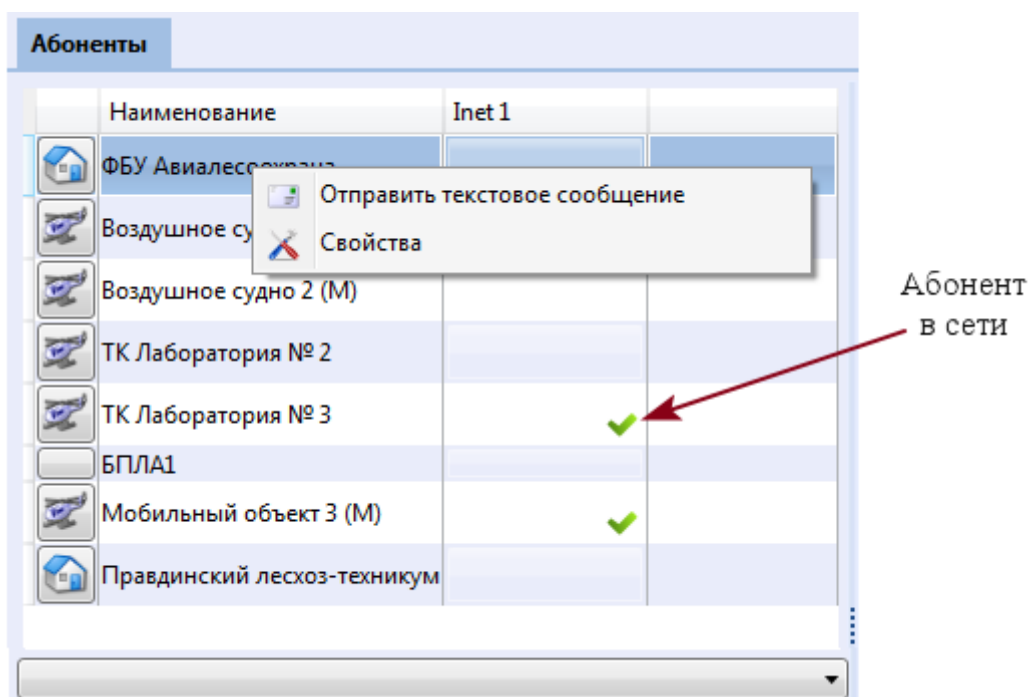 Абоненты
Наименование Inet 1
ФБУ Авиалесоохрана
Отправить текстовое сообщение
Воздушное су
Свойства
Воздушное судно 2 (М)
Абонент
в сети
ТК Лаборатория № 2
ТК Лаборатория № 3
БПЛА1
Мобильный объект 3 (М)
Правдинский лесхоз-техникум